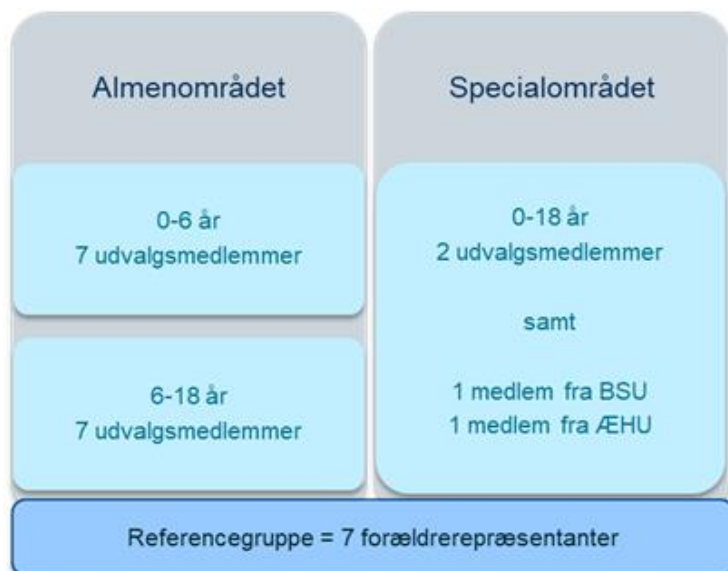 Almenområdet
0-6 år
7 udvalgsmedlemmer
6-18 år
7 udvalgsmedlemmer
Specialområdet
0-18 år
2 udvalgsmedlemmer
samt
1 medlem fra BSU
1 medlem fra ÆHU
Referencegruppe = 7 forældrerepræsentanter